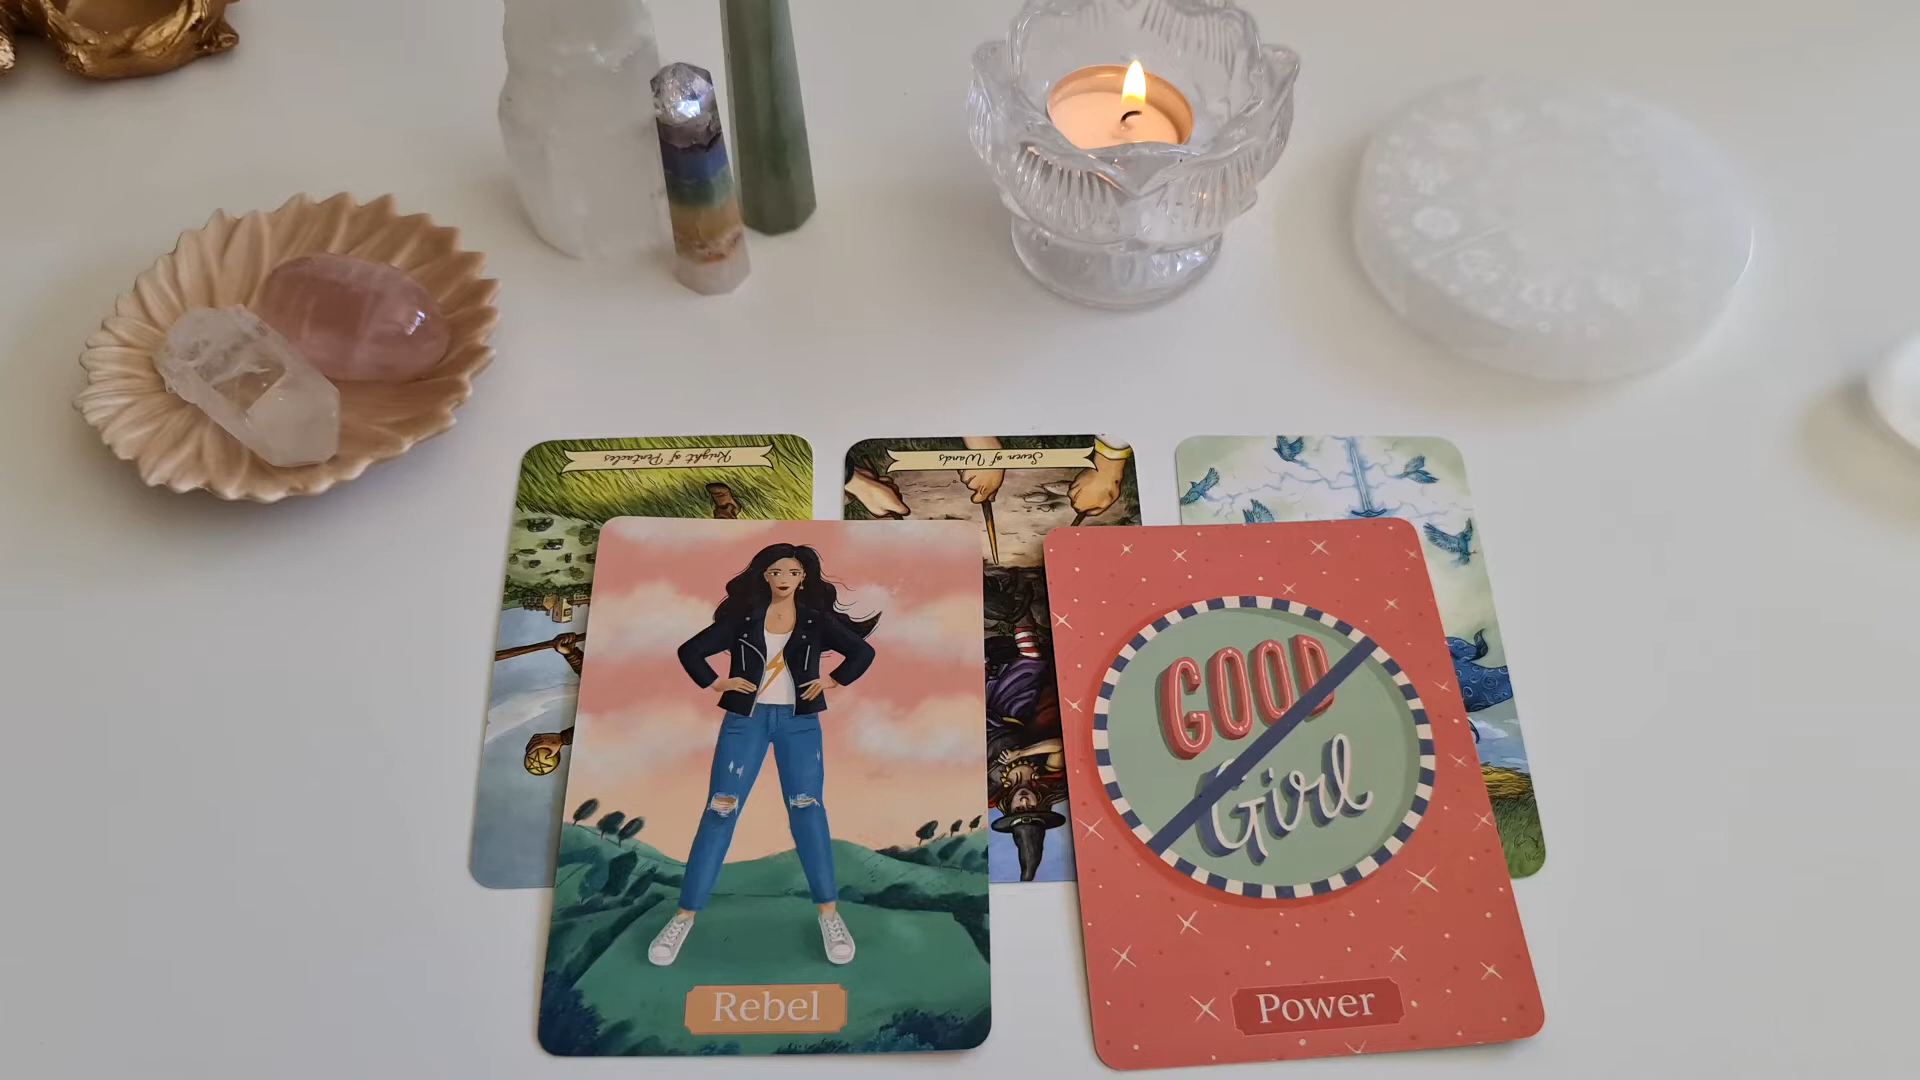 Knight of Pentacles
Seven of Wands
GOOD
Girl
Rebel
Power